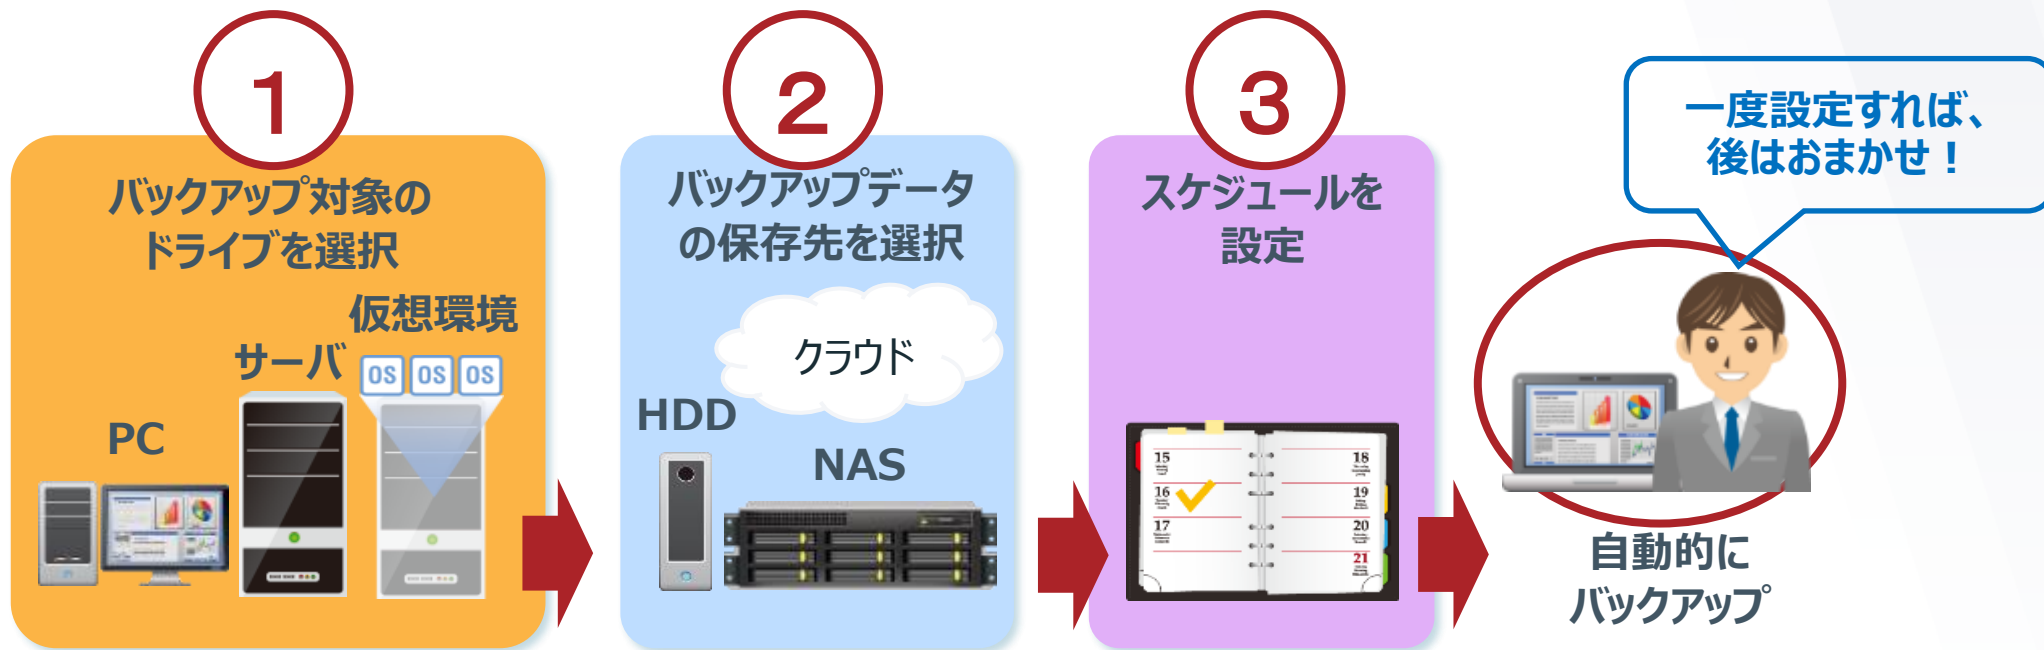 1
バックアップ対象の
ドライブを選択
仮想環境
サーバ
OS OS OS
PC
2
バックアップデータ
の保存先を選択
クラウド
HDD
NAS
3
スケジュールを
設定
15
16
17
18
19
20
21
一度設定すれば、
後はおまかせ！
自動的に
バックアップ